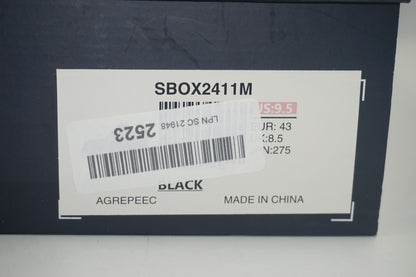 SBOX2411M
US:9.5
UR: 43
:8.5
N:275
LPN SC 21948
2523
BLACK
AGREPEEC MADE IN CHINA